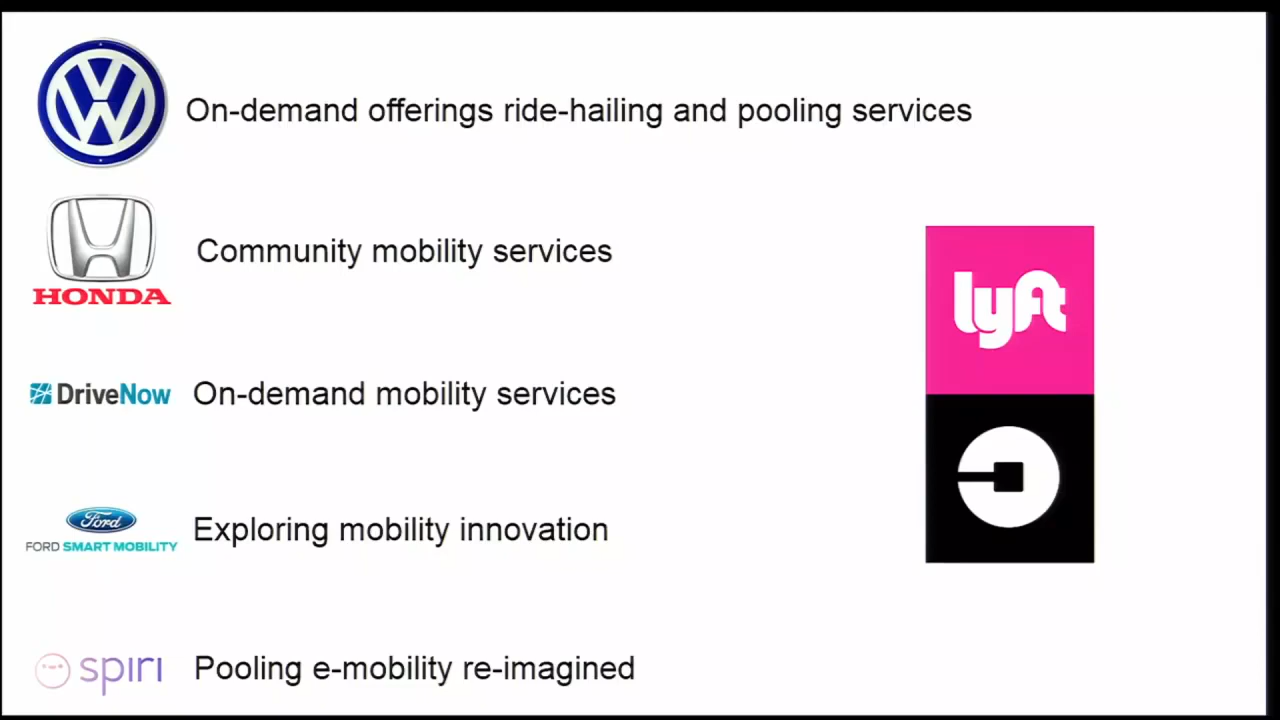 On-demand offerings ride-hailing and pooling services
HONDA
Community mobility services
DriveNow
On-demand mobility services
Ford
FORD SMART MOBILITY
Exploring mobility innovation
spiri
Pooling e-mobility re-imagined
lyft